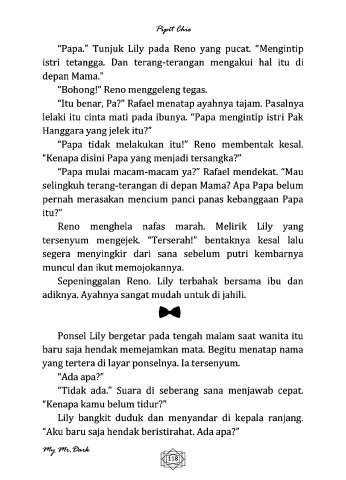 Pipit Chie
“Papa.” Tunjuk Lily pada Reno yang pucat. “Mengintip
istri tetangga. Dan terang-terangan mengakui hal itu di
depan Mama.”
“Bohong!” Reno menggeleng tegas.
“Itu benar, Pa?” Rafael menatap ayahnya tajam. Pasalnya
lelaki itu cinta mati pada ibunya. “Papa mengintip istri Pak
Hanggara yang jelek itu?”
“Papa tidak melakukan itu!” Reno membentak kesal.
“Kenapa disini Papa yang menjadi tersangka?”
“Papa mulai macam-macam ya?” Rafael mendekat. “Mau
selingkuh terang-terangan di depan Mama? Apa Papa belum
pernah merasakan mencium panci panas kebanggaan Papa
itu?”
Reno menghela nafas marah. Melirik Lily yang
tersenyum mengejek. “Terserah!” bentaknya kesal lalu
segera menyingkir dari sana sebelum putri kembarnya
muncul dan ikut memojokannya.
Sepeninggalan Reno. Lily terbahak bersama ibu dan
adiknya. Ayahnya sangat mudah untuk di jahili.
Ponsel Lily bergetar pada tengah malam saat wanita itu
baru saja hendak memejamkan mata. Begitu menatap nama
yang tertera di layar ponselnya. Ia tersenyum.
“Ada apa?”
“Tidak ada.” Suara di seberang sana menjawab cepat.
“Kenapa kamu belum tidur?”
Lily bangkit duduk dan menyandar di kepala ranjang.
“Aku baru saja hendak beristirahat. Ada apa?”
My Mr.Dark
118